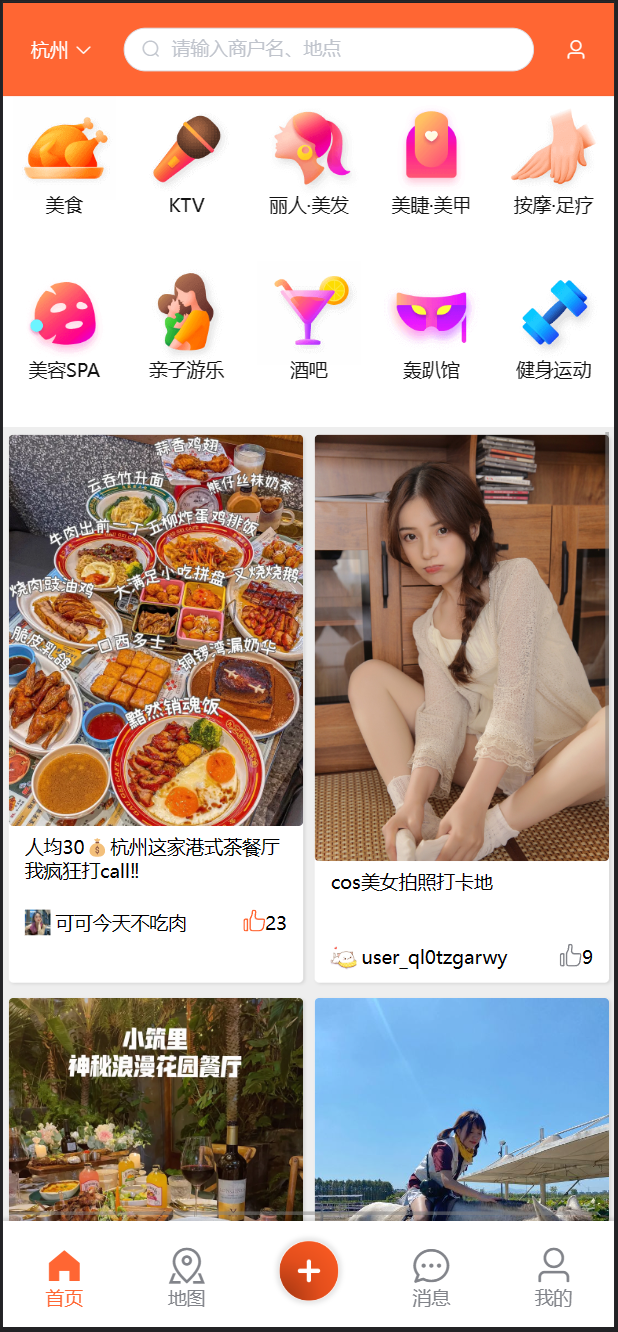 杭州
请输入商户名、地点
美食
KTV
丽人·美发
美睫·美甲
按摩·足疗
美容SPA
亲子游乐
酒吧
轰趴馆
健身运动
蒜香鸡翅
云吞竹升面
熊仔丝袜奶茶
牛肉出前一丁
玉柳炸蛋鸡排饭
大满足小吃拼盘
叉烧烧鹅
烧肉豉油鸡
脆皮乳鸽
一口西多士
铜锣湾漏奶华
黯然销魂饭
人均30💰杭州这家港式茶餐厅
我疯狂打call‼️
可可今天不吃肉
23
cos美女拍照打卡地
user_ql0tzgarwy
9
小筑里
神秘浪漫花园餐厅
首页
地图
消息
我的